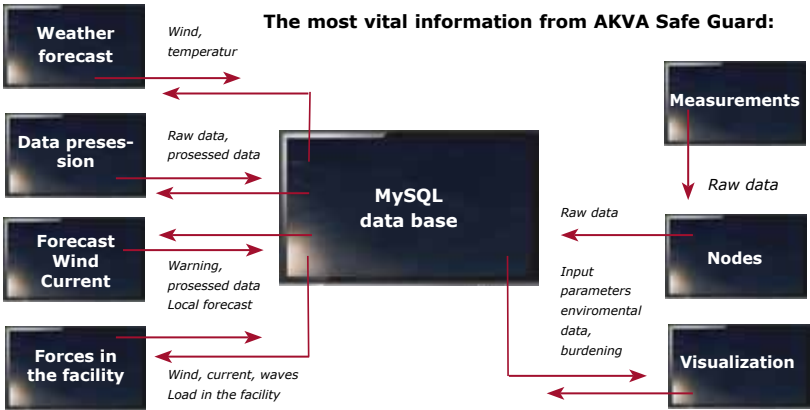 The most vital information from AKVA Safe Guard:
Weather
forecast
Wind,
temperatur
Data preses-
sion
Raw data,
prosessed data
Forecast
Wind
Current
Warning,
prosessed data
Local forecast
Forces in
the facility
Wind, current, waves
Load in the facility
MySQL
data base
Measurements
Raw data
Raw data
Nodes
Input
parameters
enviromental
data,
burdening
Visualization